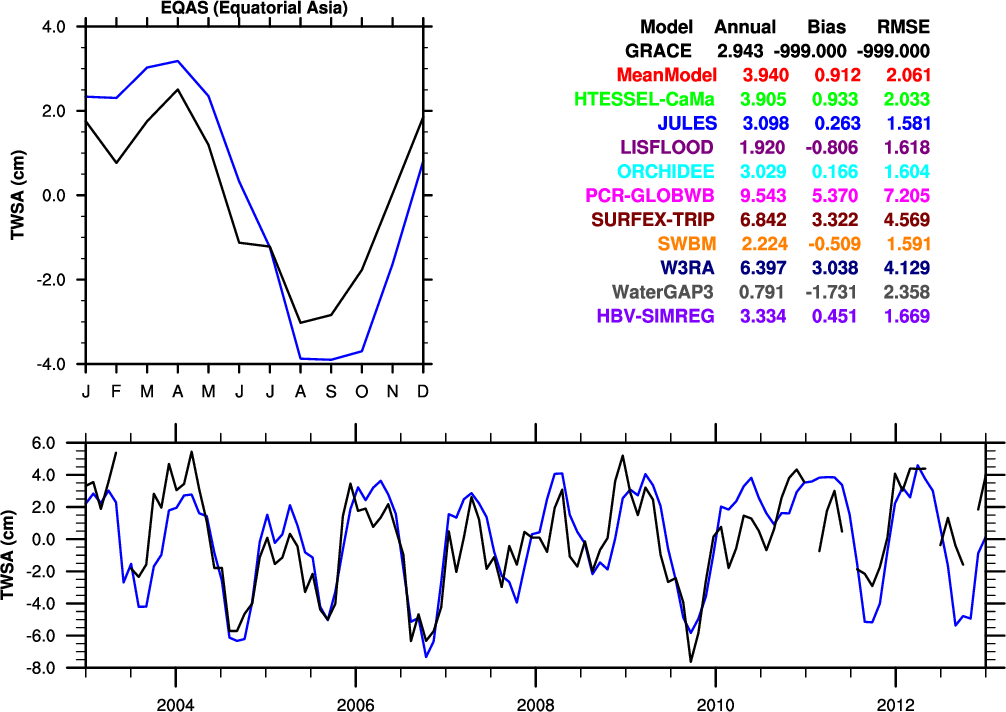 EQAS (Equatorial Asia)
4.0
2.0
0.0
-2.0
-4.0
TWSA (cm)
J F M A M J J A S O N D
Model Annual Bias RMSE
GRACE 2.943 -999.000 -999.000
MeanModel 3.940 0.912 2.061
HTESSEL-CaMa 3.905 0.933 2.033
JULES 3.098 0.263 1.581
LISFLOOD 1.920 -0.806 1.618
ORCHIDEE 3.029 0.166 1.604
PCR-GLOBWB 9.543 5.370 7.205
SURFEX-TRIP 6.842 3.322 4.569
SWBM 2.224 -0.509 1.591
W3RA 6.397 3.038 4.129
WaterGAP3 0.791 -1.731 2.358
HBV-SIMREG 3.334 0.451 1.669
6.0
4.0
2.0
0.0
-2.0
-4.0
-6.0
-8.0
TWSA (cm)
2004 2006 2008 2010 2012